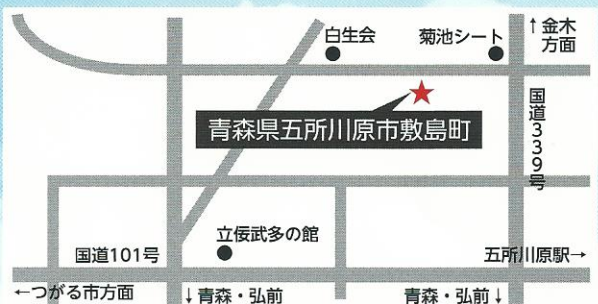 白生会
菊池シート
↑金木
方面
国道339号
青森県五所川原市敷島町
立佞武多の館
国道101号
五所川原駅→
←つがる市方面
↓青森・弘前
青森・弘前↓